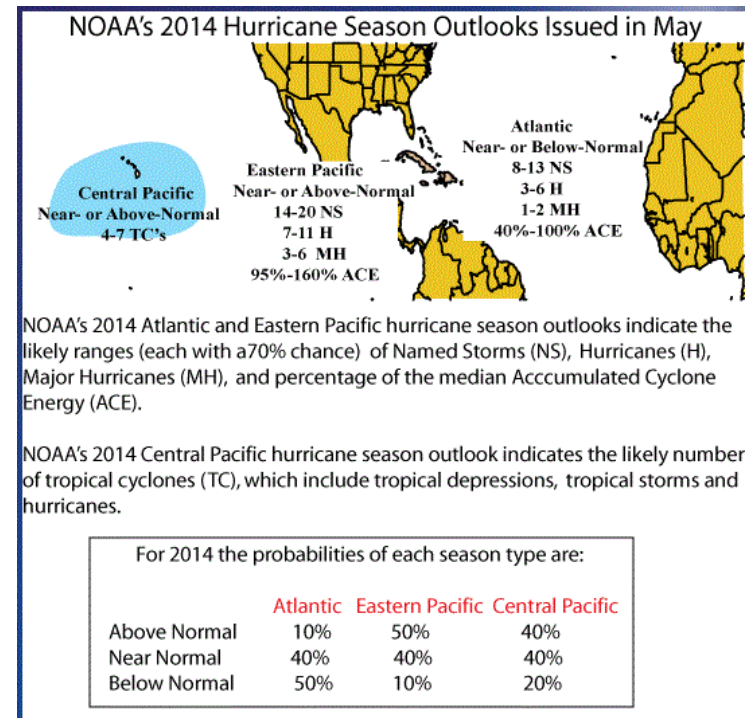 NOAA's 2014 Hurricane Season Outlooks Issued in May
Central Pacific
Near- or Above-Normal
4-7 TC's
Eastern Pacific
Near- or Above-Normal
14-20 NS
7-11 H
3-6 MH
95%-160% ACE
Atlantic
Near- or Below-Normal
8-13 NS
3-6 H
1-2 MH
40%-100% ACE
NOAA's 2014 Atlantic and Eastern Pacific hurricane season outlooks indicate the
likely ranges (each with a70% chance) of Named Storms (NS), Hurricanes (H),
Major Hurricanes (MH), and percentage of the median Acccumulated Cyclone
Energy (ACE).
NOAA's 2014 Central Pacific hurricane season outlook indicates the likely number
of tropical cyclones (TC), which include tropical depressions, tropical storms and
hurricanes.
For 2014 the probabilities of each season type are:
Atlantic Eastern Pacific Central Pacific
Above Normal 10% 50% 40%
Near Normal 40% 40% 40%
Below Normal 50% 10% 20%